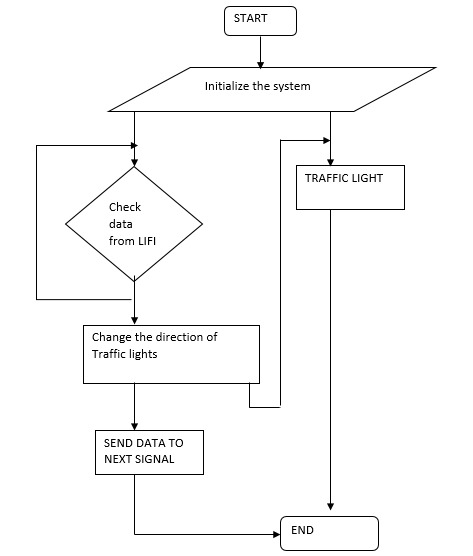 START
Initialize the system
TRAFFIC LIGHT
Check
data
from LIFI
Change the direction of
Traffic lights
SEND DATA TO
NEXT SIGNAL
END